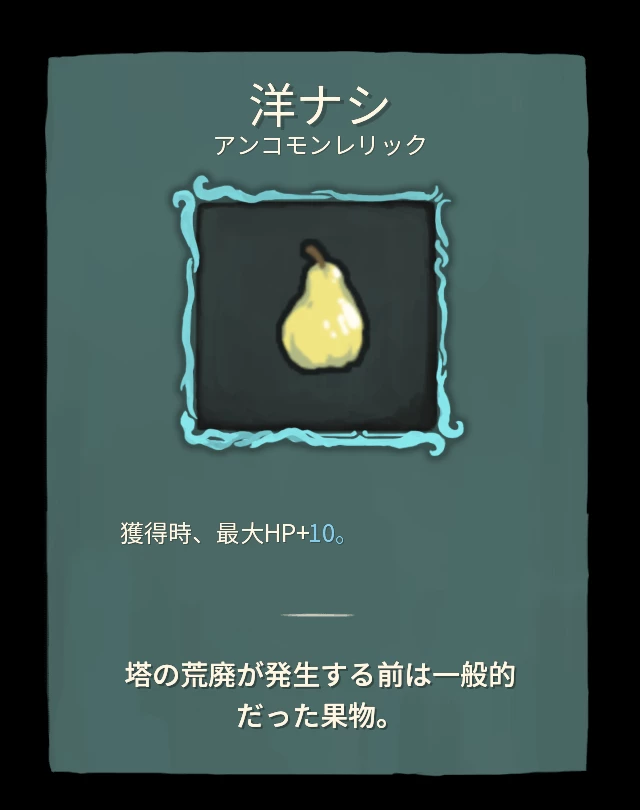 洋ナシ
アンコモンレリック
獲得時、最大HP+10。
塔の荒廃が発生する前は一般的
だった果物。